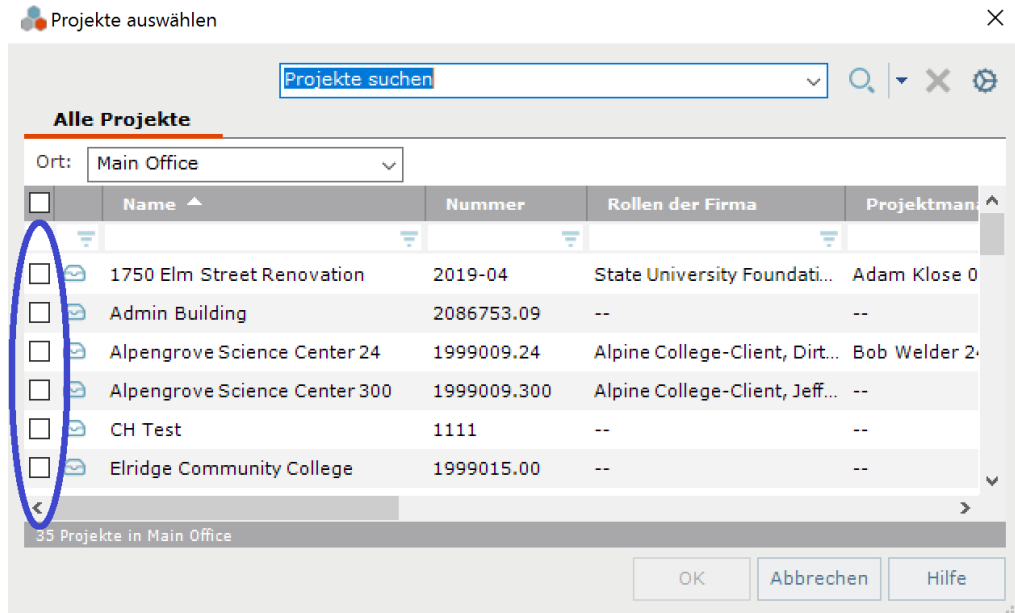 Projekte auswählen
Projekte suchen
Alle Projekte
Ort: Main Office
Name Nummer Rollen der Firma Projektmana
1750 Elm Street Renovation 2019-04 State University Foundati... Adam Klose 0
Admin Building 2086753.09 -- --
Alpengrove Science Center 24 1999009.24 Alpine College-Client, Dirt... Bob Welder 24
Alpengrove Science Center 300 1999009.300 Alpine College-Client, Jeff... --
CH Test 1111 -- --
Elridge Community College 1999015.00 -- --
35 Projekte in Main Office
OK Abbrechen Hilfe